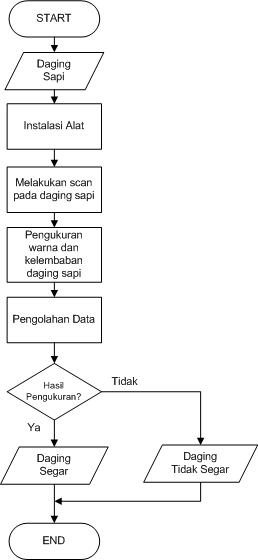 START
Daging
Sapi
Instalasi Alat
Melakukan scan
pada daging sapi
Pengukuran
warna dan
kelembaban
daging sapi
Pengolahan Data
Hasil
Pengukuran?
Tidak
Ya
Daging
Segar
Daging
Tidak Segar
END